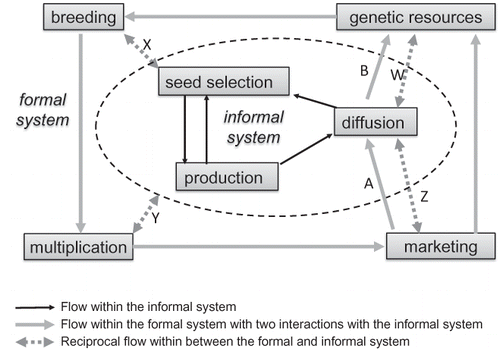 breeding
genetic resources
X
B
W
seed selection
formal
system
informal
system
diffusion
production
A
Z
Y
multiplication
marketing
Flow within the informal system
Flow within the formal system with two interactions with the informal system
Reciprocal flow within between the formal and informal system